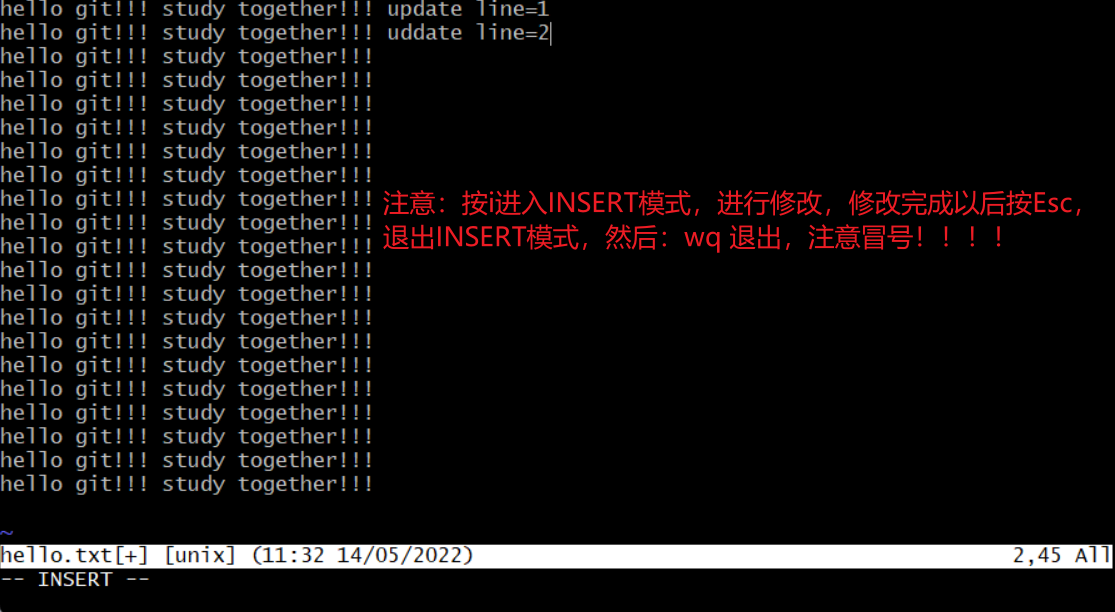 hello git!!! study together!!! update line=1
hello git!!! study together!!! uddate line=2
hello git!!! study together!!!
hello git!!! study together!!!
hello git!!! study together!!!
hello git!!! study together!!!
hello git!!! study together!!!
hello git!!! study together!!!
hello git!!! study together!!!
注意：按i进入INSERT模式，进行修改，修改完成以后按Esc，
hello git!!! study together!!!
退出INSERT模式，然后：wq 退出，注意冒号！！！！
hello git!!! study together!!!
hello git!!! study together!!!
hello git!!! study together!!!
hello git!!! study together!!!
hello git!!! study together!!!
hello git!!! study together!!!
hello git!!! study together!!!
hello git!!! study together!!!
hello git!!! study together!!!
hello git!!! study together!!!
hello git!!! study together!!!
~
hello.txt[+] [unix] (11:32 14/05/2022) 2,45 All
-- INSERT --